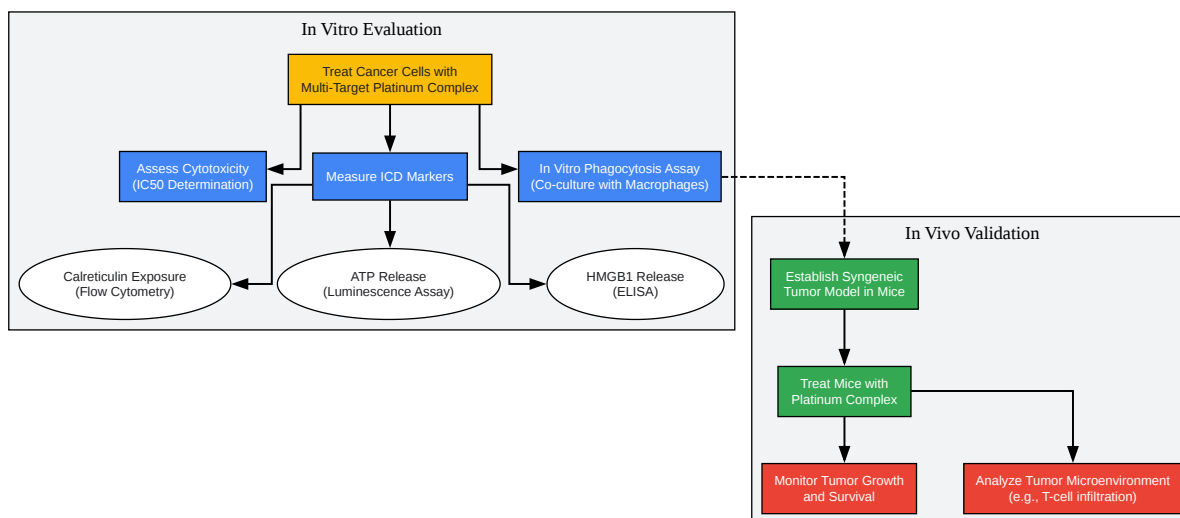 In Vitro Evaluation
Treat Cancer Cells with
Multi-Target Platinum Complex
Assess Cytotoxicity
(IC50 Determination)
Measure ICD Markers
In Vitro Phagocytosis Assay
(Co-culture with Macrophages)
Calreticulin Exposure
(Flow Cytometry)
ATP Release
(Luminescence Assay)
HMGB1 Release
(ELISA)
In Vivo Validation
Establish Syngeneic
Tumor Model in Mice
Treat Mice with
Platinum Complex
Monitor Tumor Growth
and Survival
Analyze Tumor Microenvironment
(e.g., T-cell infiltration)